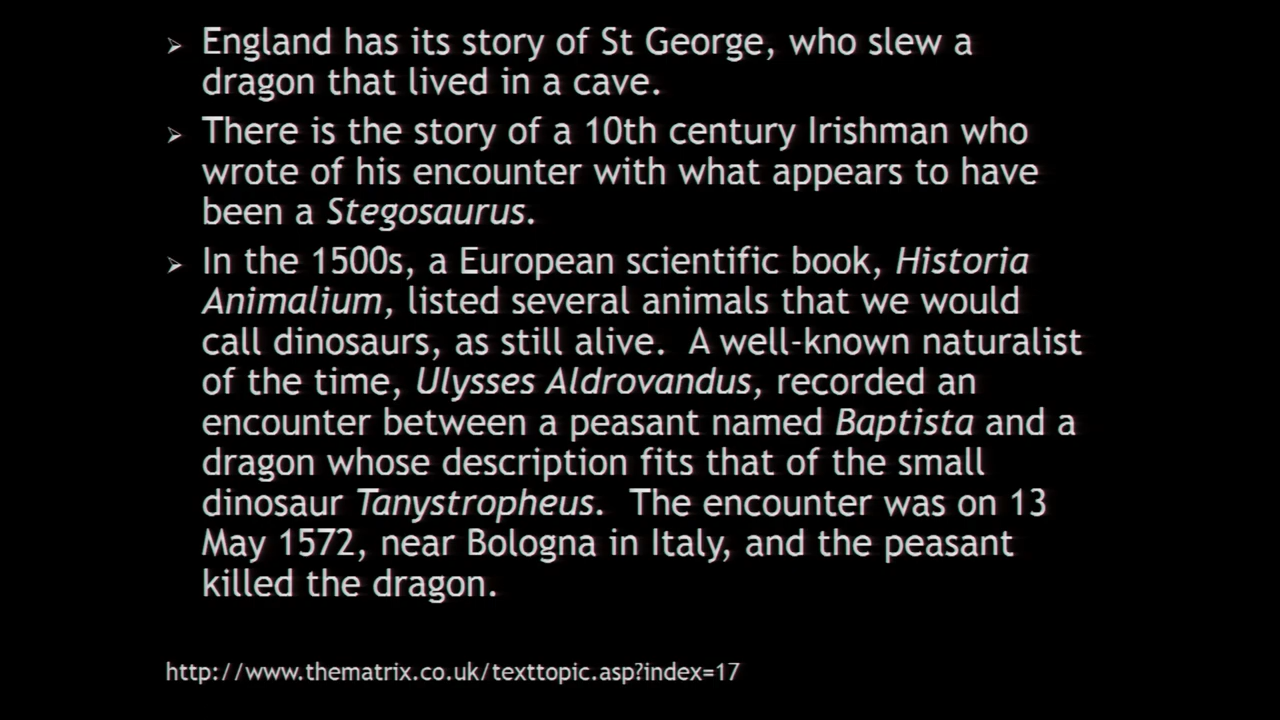 ➢ England has its story of St George, who slew a
dragon that lived in a cave.
➢ There is the story of a 10th century Irishman who
wrote of his encounter with what appears to have
been a Stegosaurus.
➢ In the 1500s, a European scientific book, Historia
Animalium, listed several animals that we would
call dinosaurs, as still alive.  A well-known naturalist
of the time, Ulysses Aldrovandus, recorded an
encounter between a peasant named Baptista and a
dragon whose description fits that of the small
dinosaur Tanystropheus.  The encounter was on 13
May 1572, near Bologna in Italy, and the peasant
killed the dragon.
http://www.thematrix.co.uk/texttopic.asp?index=17